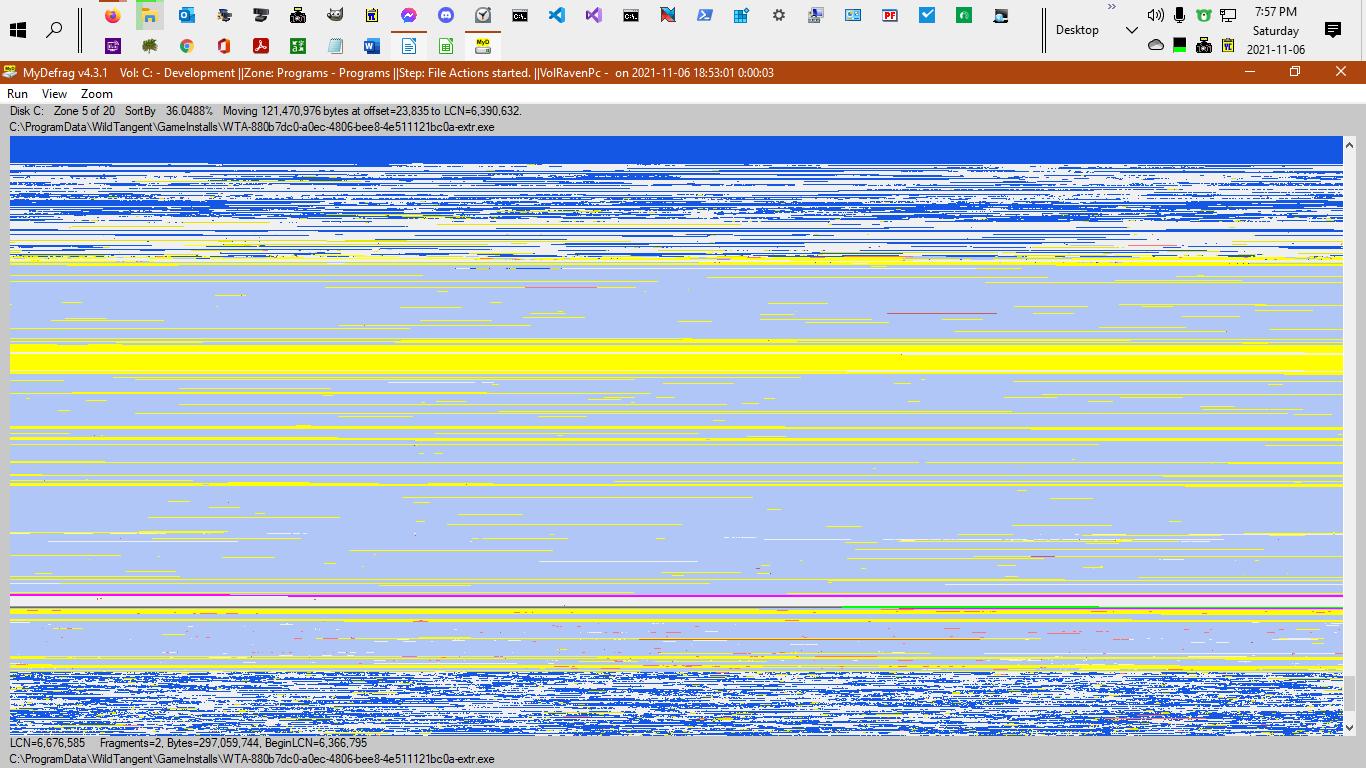 7:57 PM
Desktop
Saturday
2021-11-06
MyDefrag v4.3.1 Vol: C: - Development ||Zone: Programs - Programs ||Step: File Actions started. ||VolRavenPc - on 2021-11-06 18:53:01 0:00:03
Run View Zoom
Disk C: Zone 5 of 20 SortBy 36.0488% Moving 121,470,976 bytes at offset=23,835 to LCN=6,390,632.
C:\ProgramData\WildTangent\GameInstalls\WTA-880b7dc0-a0ec-4806-bee8-4e511121bc0a-extr.exe
LCN=6,676,585 Fragments=2, Bytes=297,059,744, BeginLCN=6,366,795
C:\ProgramData\WildTangent\GameInstalls\WTA-880b7dc0-a0ec-4806-bee8-4e511121bc0a-extr.exe